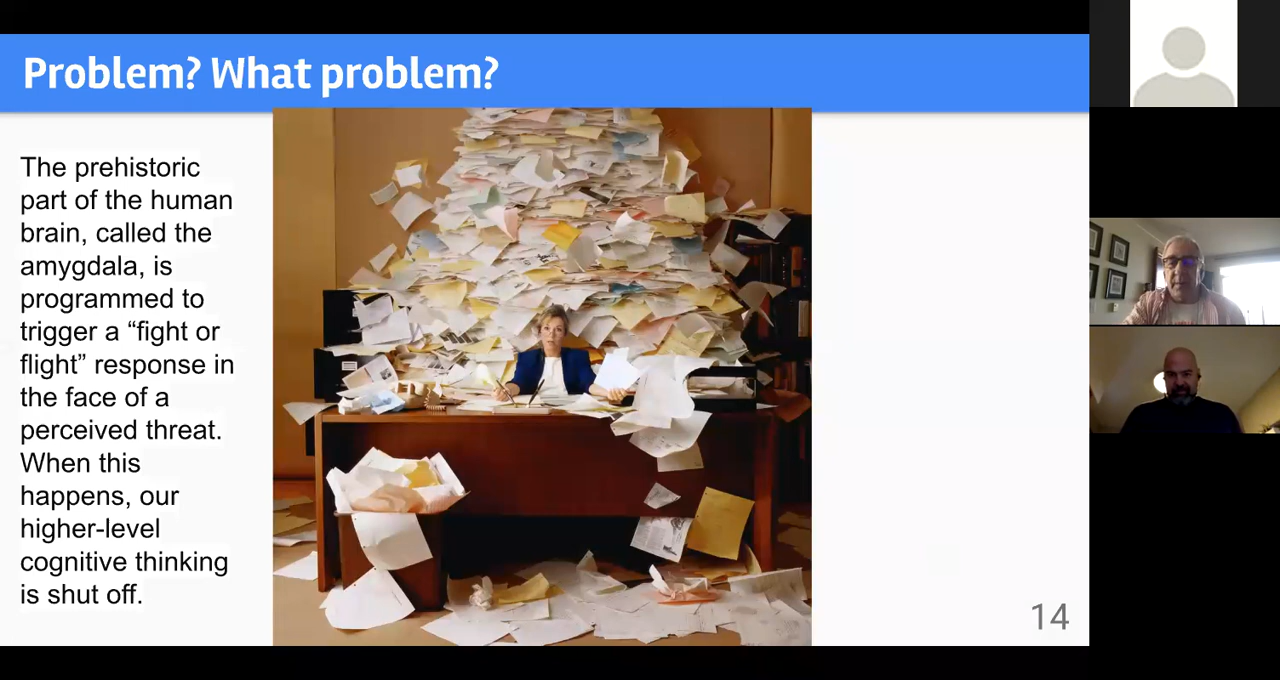 Problem? What problem?
The prehistoric
part of the human
brain, called the
amygdala, is
programmed to
trigger a “fight or
flight” response in
the face of a
perceived threat.
When this
happens, our
higher-level
cognitive thinking
is shut off.
14